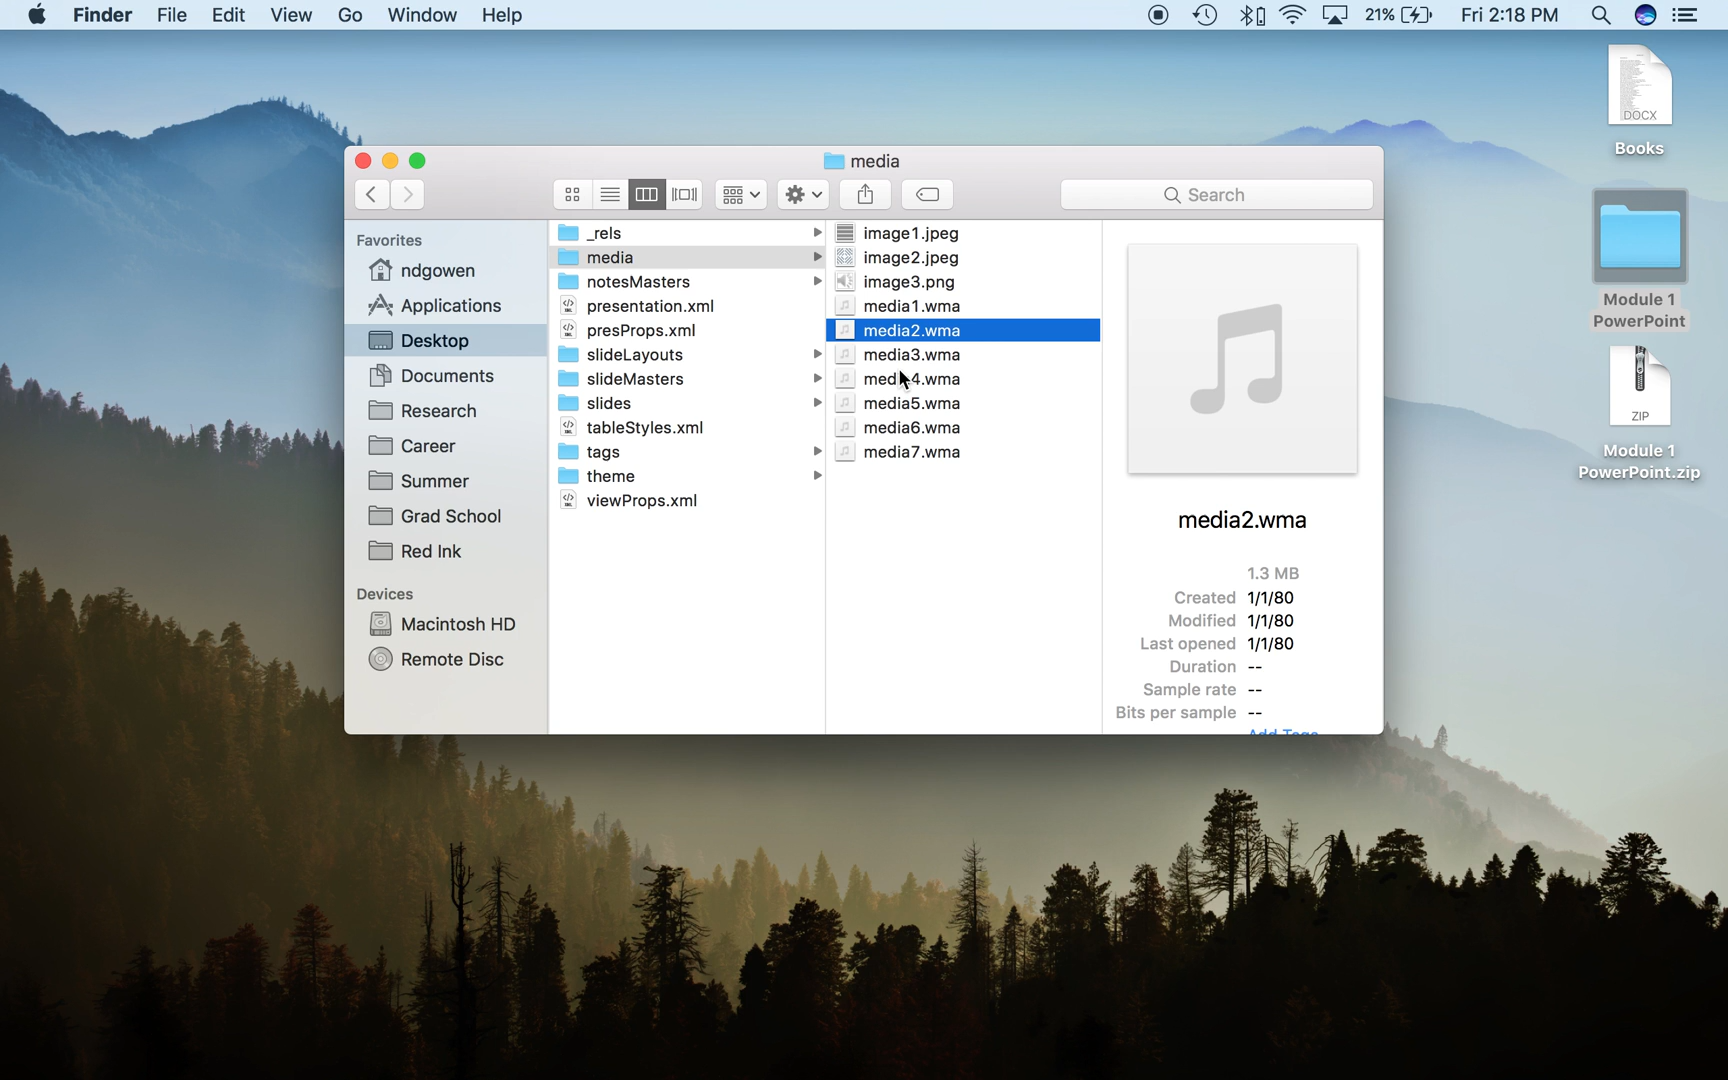 Finder File Edit View Go Window Help 21% Fri 2:18 PM
DOCX
Books
Module 1
PowerPoint
ZIP
Module 1
PowerPoint.zip
media
Search
Favorites
ndgowen
Applications
Desktop
Documents
Research
Career
Summer
Grad School
Red Ink
Devices
Macintosh HD
Remote Disc
_rels
media
notesMasters
presentation.xml
presProps.xml
slideLayouts
slideMasters
slides
tableStyles.xml
tags
theme
viewProps.xml
image1.jpeg
image2.jpeg
image3.png
media1.wma
media2.wma
media3.wma
media4.wma
media5.wma
media6.wma
media7.wma
media2.wma
1.3 MB
Created 1/1/80
Modified 1/1/80
Last opened 1/1/80
Duration --
Sample rate --
Bits per sample --
Add Tags